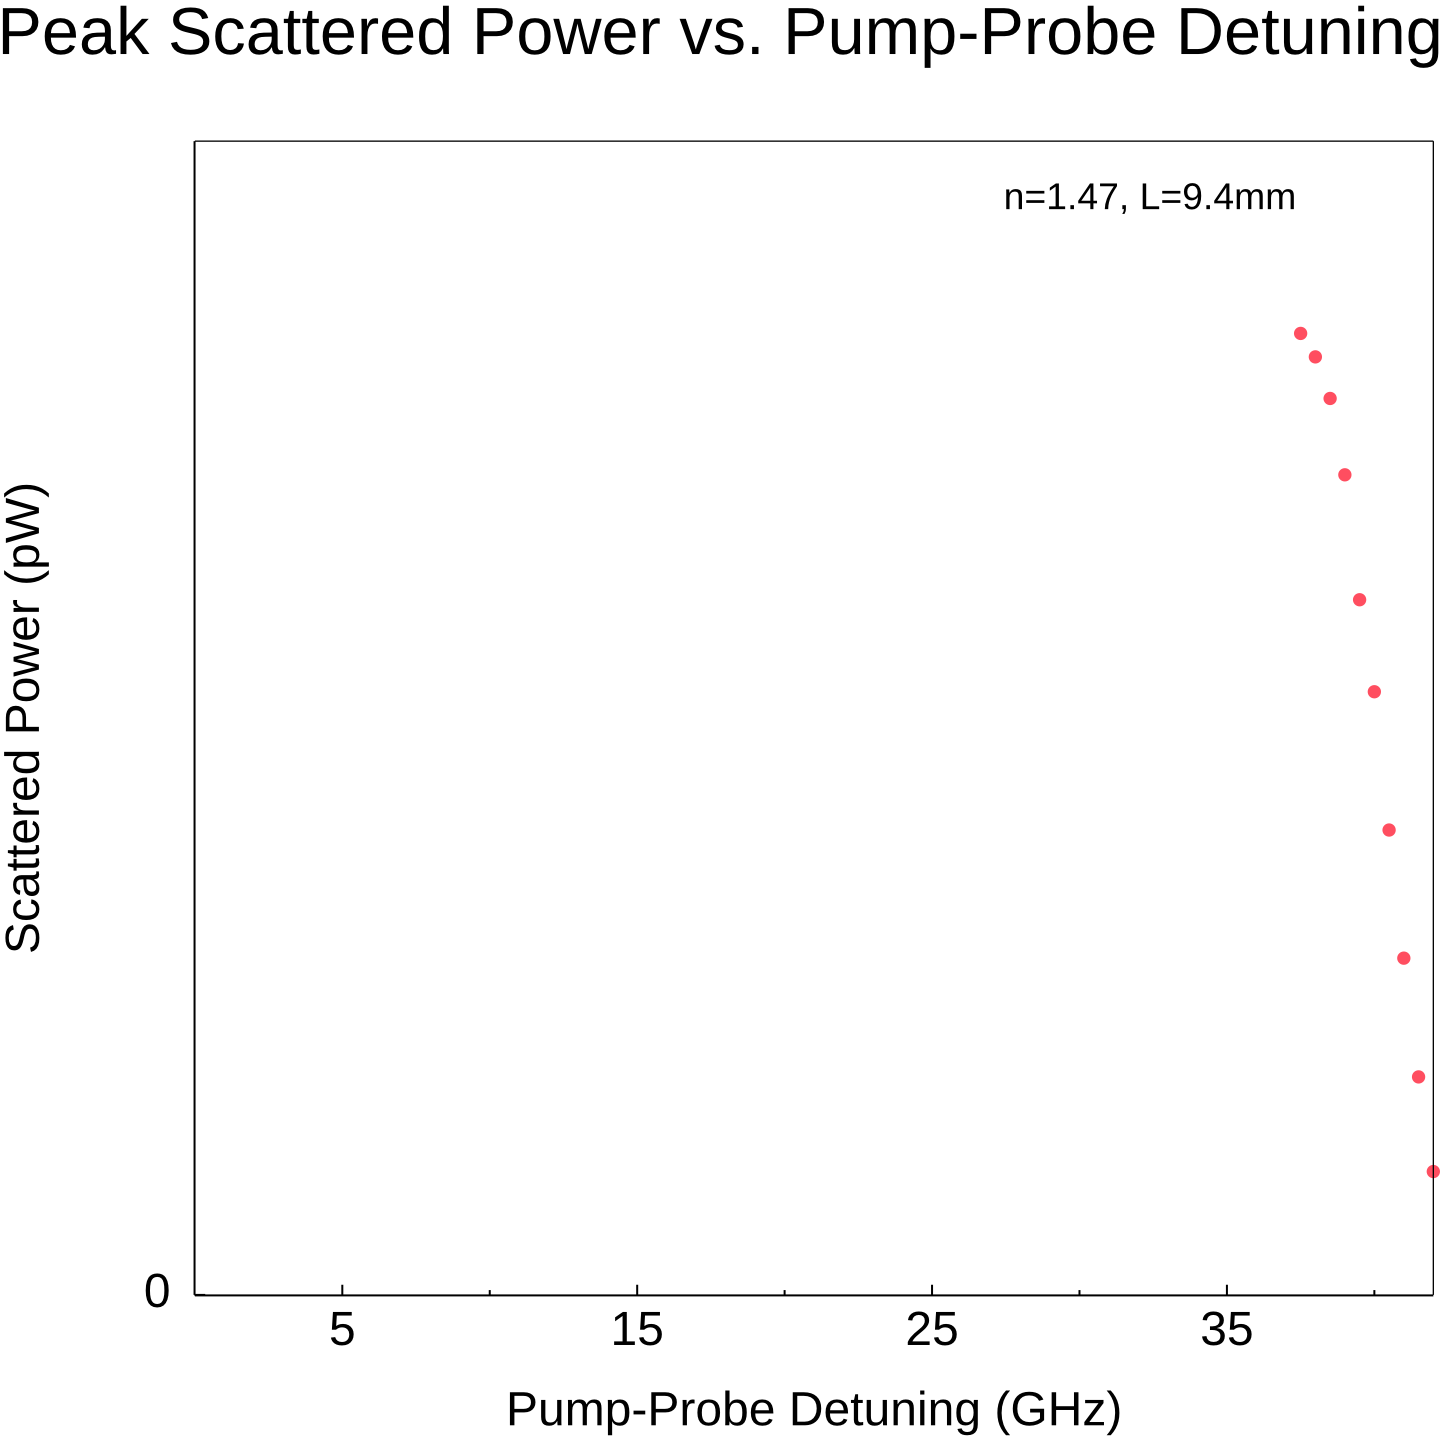 Peak Scattered Power vs. Pump-Probe Detuning
n=1.47, L=9.4mm
Scattered Power (pW)
0
5 15 25 35
Pump-Probe Detuning (GHz)